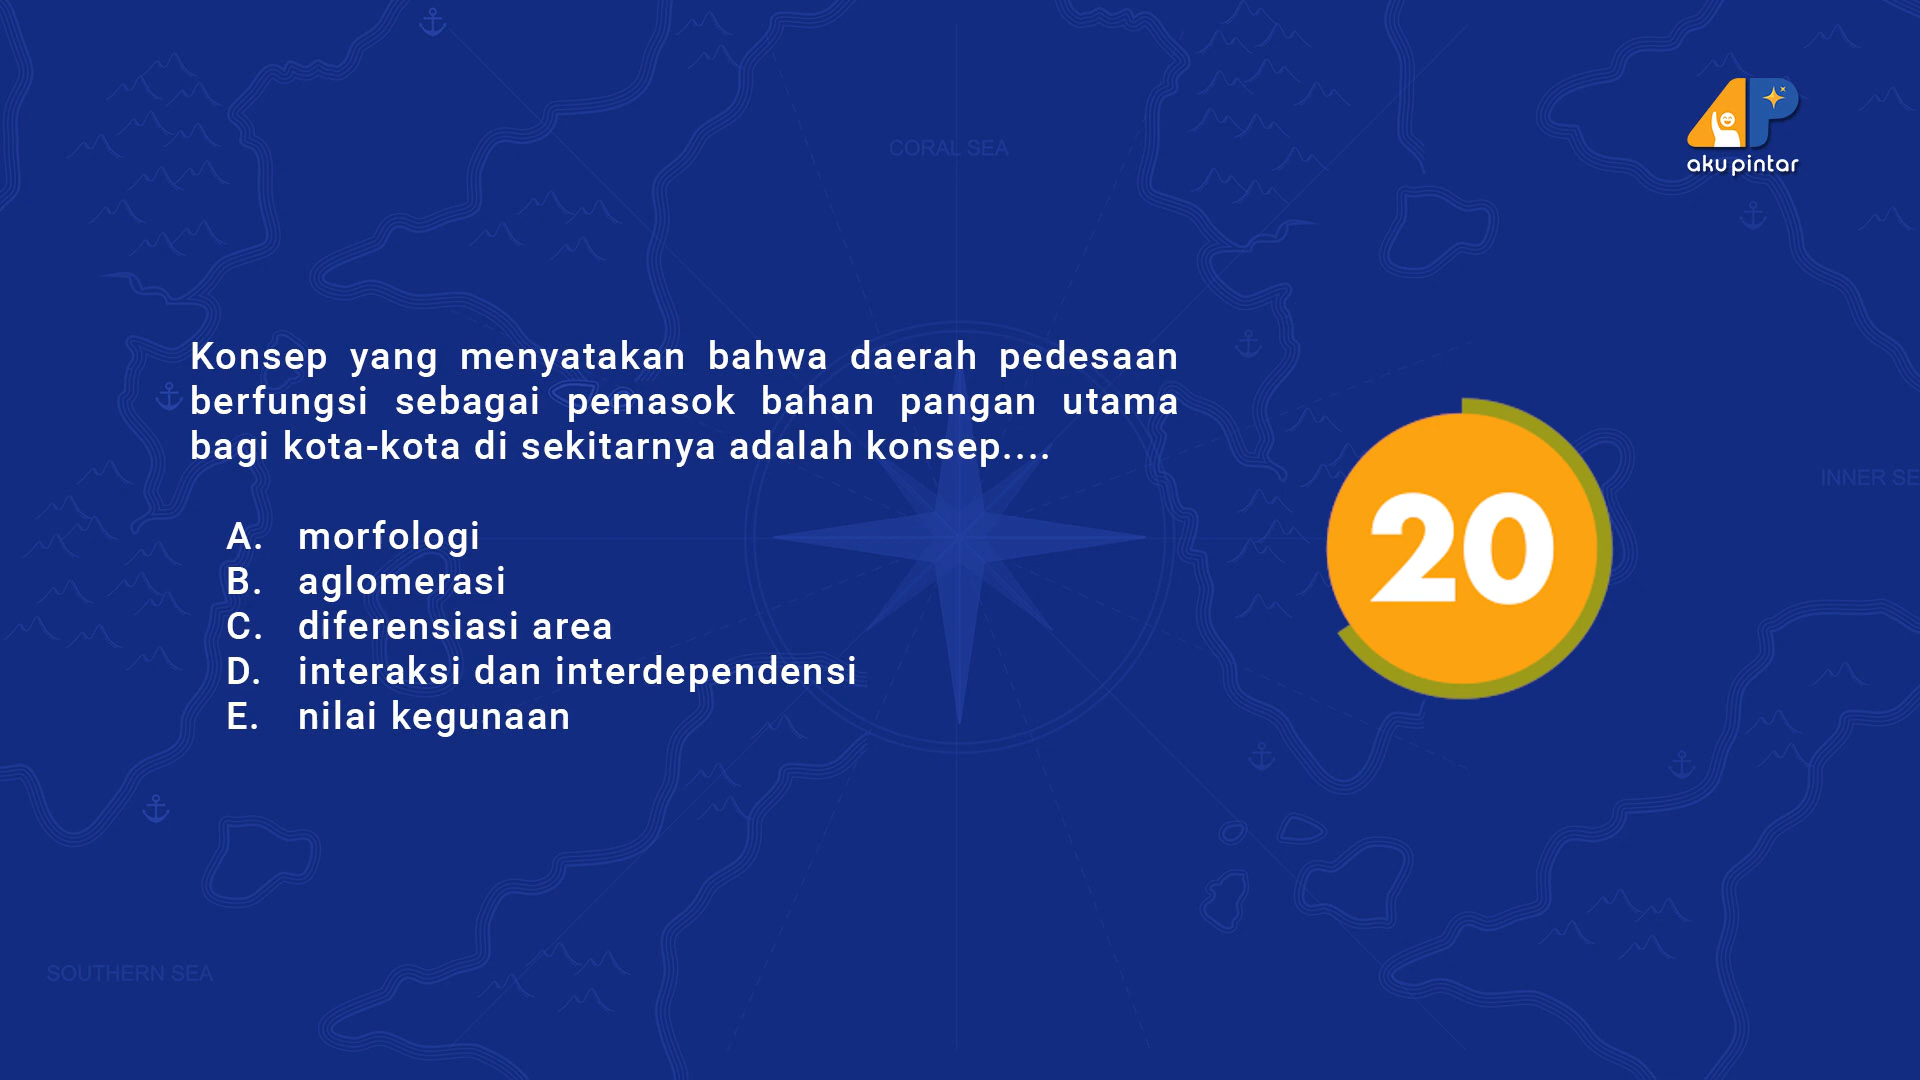 CORAL SEA
aku pintar
Konsep yang menyatakan bahwa daerah pedesaan
berfungsi sebagai pemasok bahan pangan utama
bagi kota-kota di sekitarnya adalah konsep....
A. morfologi
B. aglomerasi
C. diferensiasi area
D. interaksi dan interdependensi
E. nilai kegunaan
20
INNER SE
SOUTHERN SEA